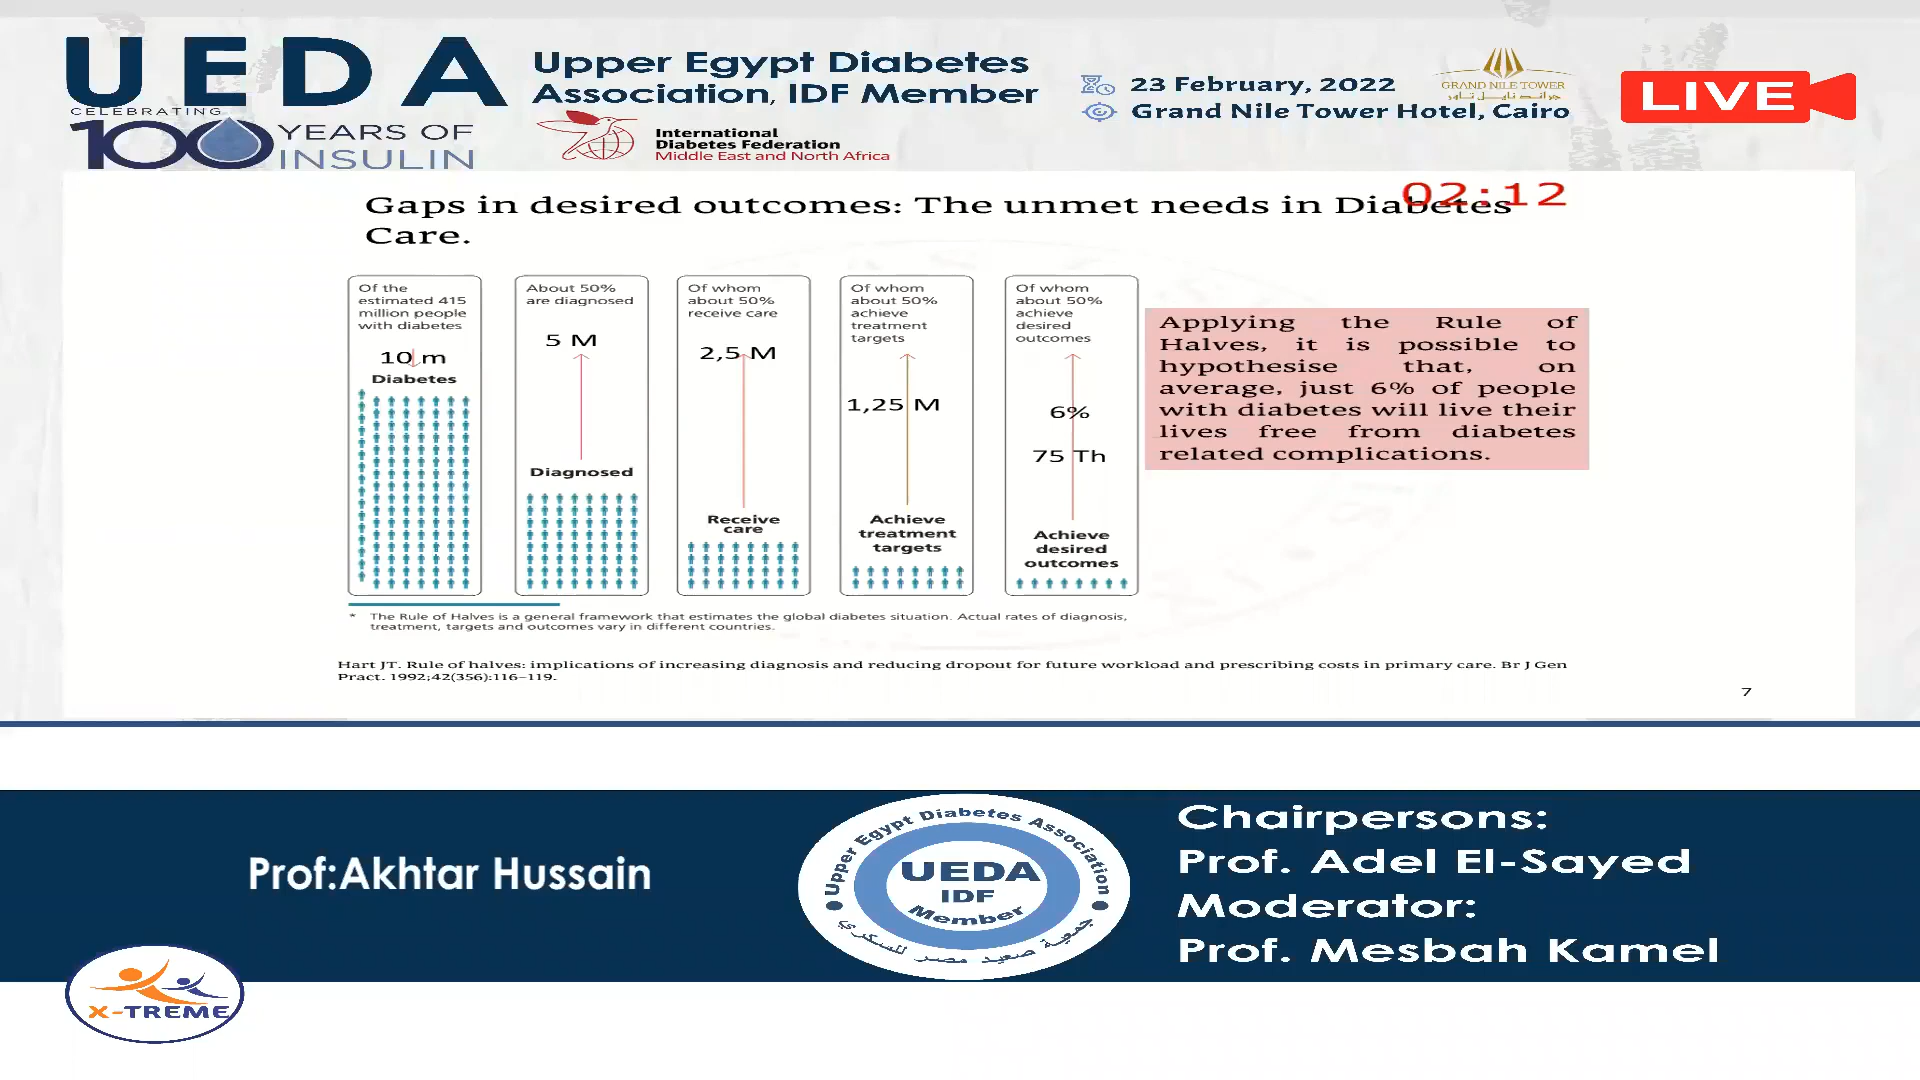 UEDA
CELEBRATING
100 YEARS OF
INSULIN
Upper Egypt Diabetes
Association, IDF Member
International
Diabetes Federation
Middle East and North Africa
23 February, 2022
Grand Nile Tower Hotel, Cairo
GRAND NILE TOWER
جراند نايل تاور
LIVE
02:12
Gaps in desired outcomes: The unmet needs in Diabetes
Care.
Of the
estimated 415
million people
with diabetes
10 m
Diabetes
About 50%
are diagnosed
5 M
Diagnosed
Of whom
about 50%
receive care
2,5 M
Receive
care
Of whom
about 50%
achieve
treatment
targets
1,25 M
Achieve
treatment
targets
Of whom
about 50%
achieve
desired
outcomes
6%
75 Th
Achieve
desired
outcomes
Applying the Rule of
Halves, it is possible to
hypothesise that, on
average, just 6% of people
with diabetes will live their
lives free from diabetes
related complications.
* The Rule of Halves is a general framework that estimates the global diabetes situation. Actual rates of diagnosis,
treatment, targets and outcomes vary in different countries.
Hart JT. Rule of halves: implications of increasing diagnosis and reducing dropout for future workload and prescribing costs in primary care. Br J Gen
Pract. 1992;42(356):116–119.
7
Prof:Akhtar Hussain
Upper Egypt Diabetes Association
UEDA
IDF
Member
جمعية صعيد مصر للسكري
Chairpersons:
Prof. Adel El-Sayed
Moderator:
Prof. Mesbah Kamel
X-TREME